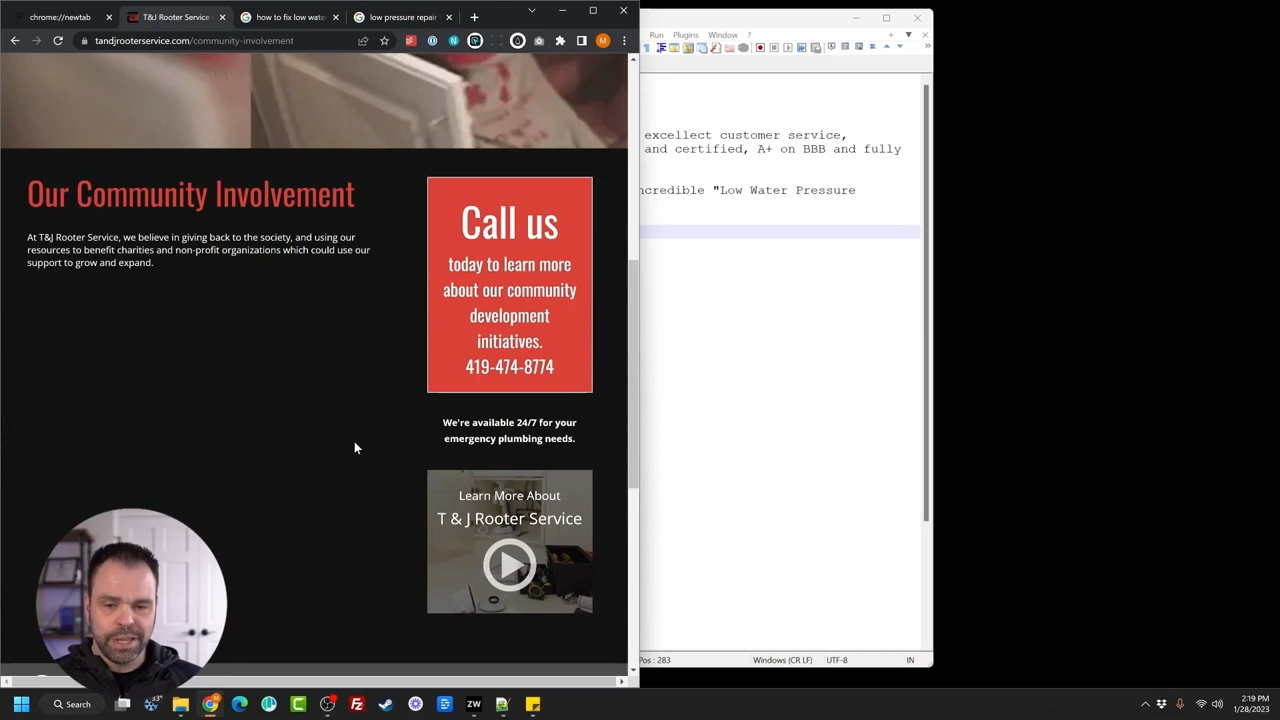 chrome://newtab
T&J Rooter Service
how to fix low wate
low pressure repair
tandjrooterservice.com/community-involvement
Our Community Involvement
At T&J Rooter Service, we believe in giving back to the society, and using our
resources to benefit charities and non-profit organizations which could use our
support to grow and expand.
Call us
today to learn more
about our community
development
initiatives.
419-474-8774
We're available 24/7 for your
emergency plumbing needs.
Learn More About
T & J Rooter Service
Run Plugins Window ?
excellect customer service,
and certified, A+ on BBB and fully
ncredible "Low Water Pressure
Pos : 283
Windows (CR LF)
UTF-8
IN
Search
33°
ZW
2:19 PM
1/28/2023